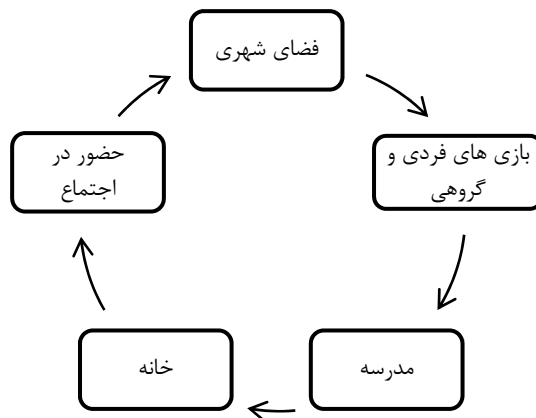 فضای شهری
بازی های فردی و
گروهی
مدرسه
خانه
حضور در
اجتماع